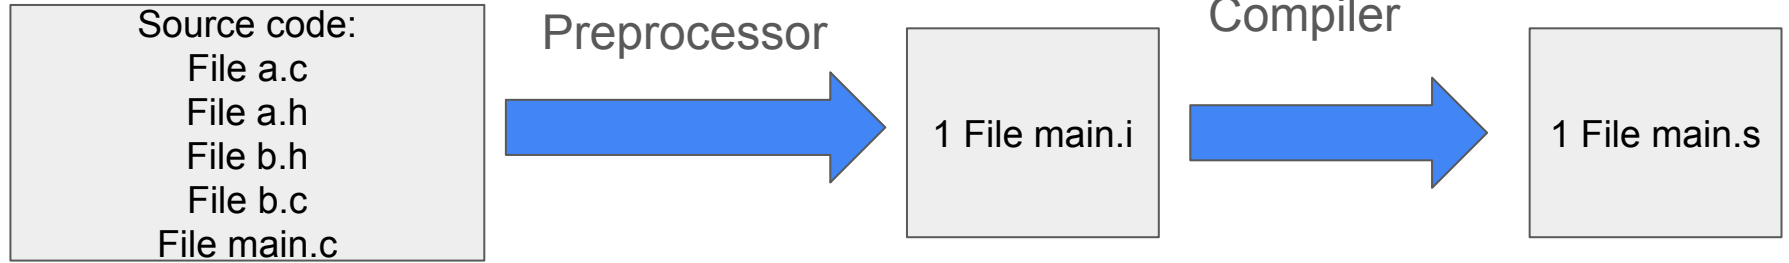 Source code:
File a.c
File a.h
File b.h
File b.c
File main.c
Preprocessor
1 File main.i
Compiler
1 File main.s